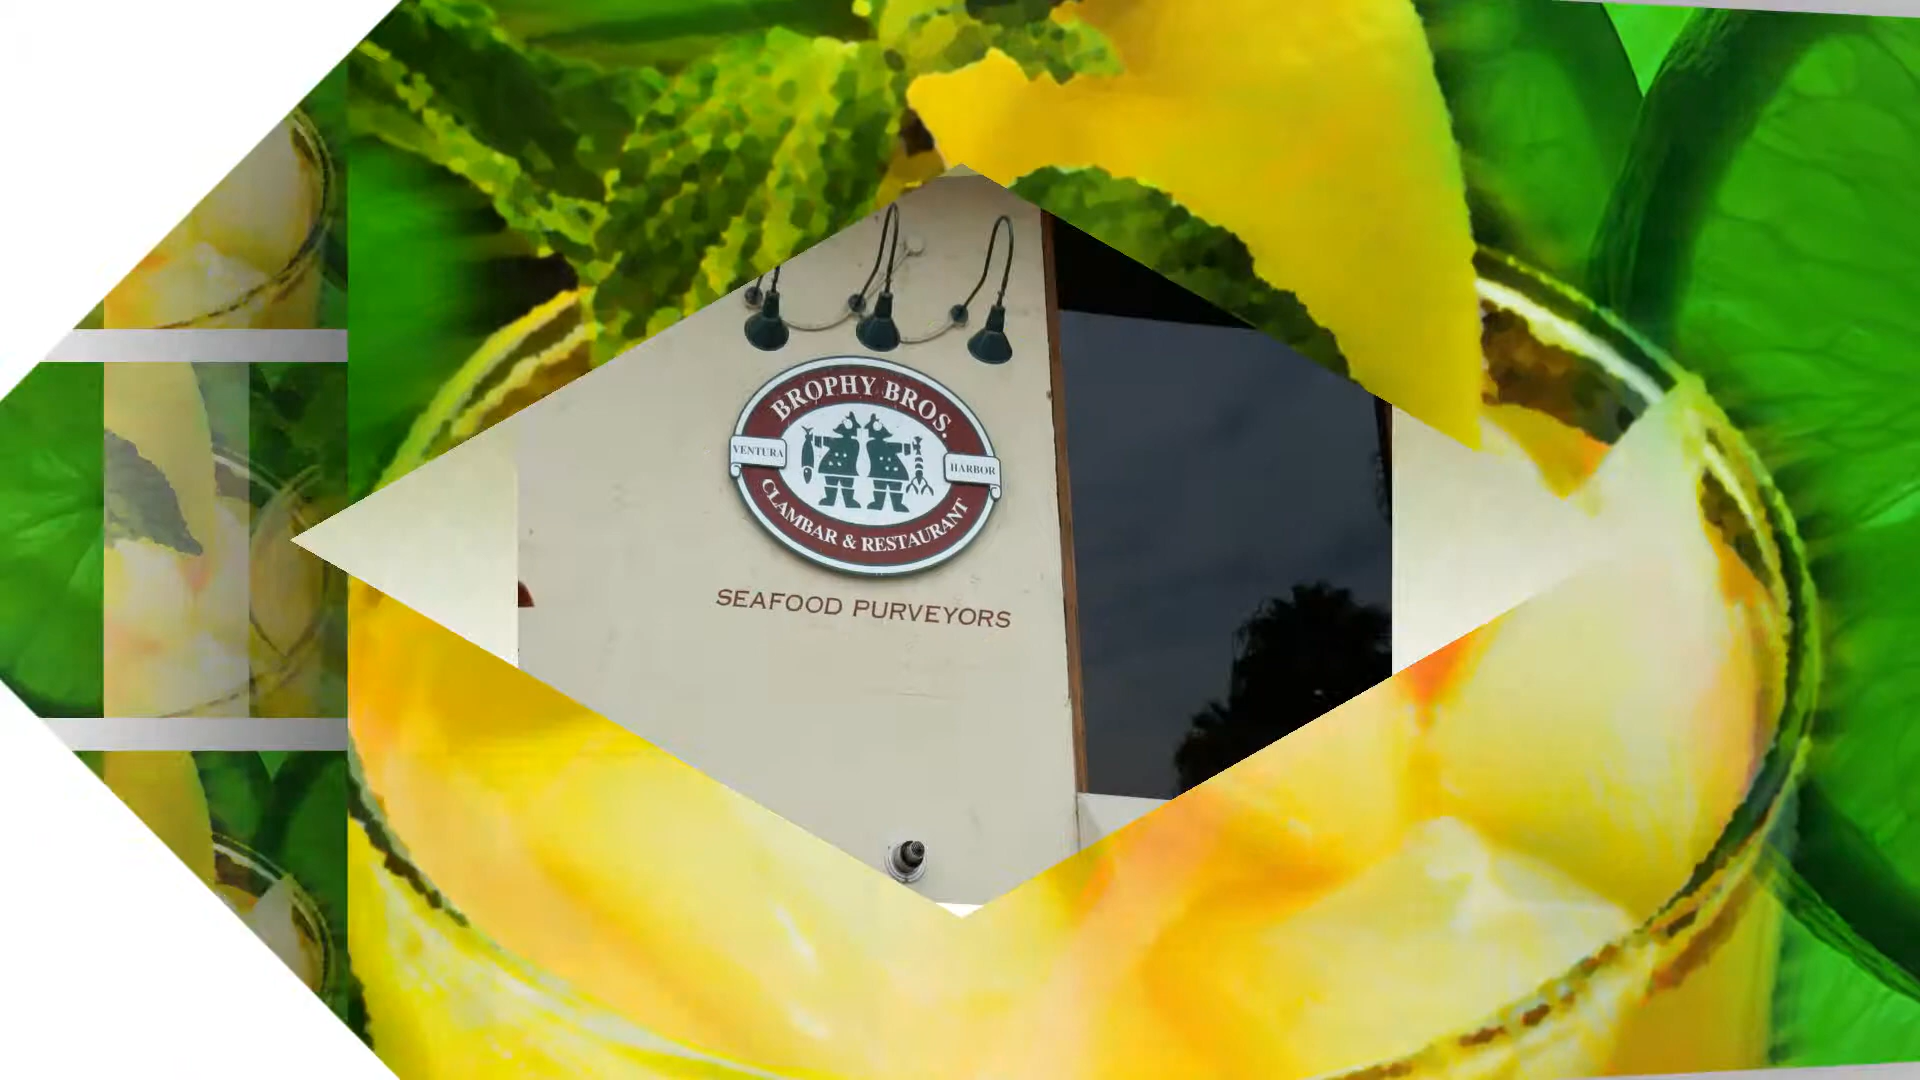 BROPHY BROS.
VENTURA
HARBOR
CLAMBAR & RESTAURANT
SEAFOOD PURVEYORS